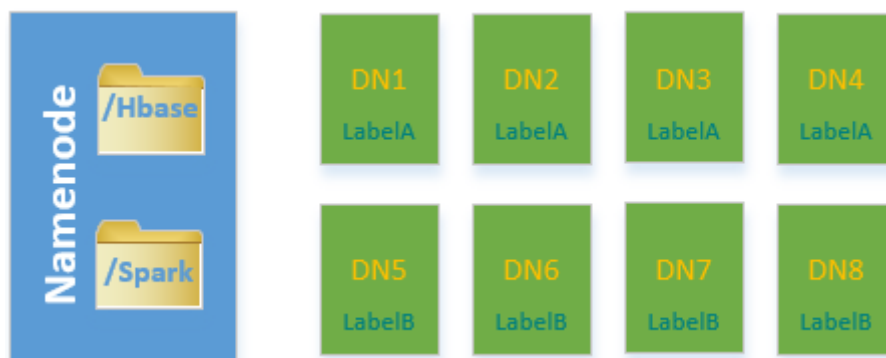 Namenode
/Hbase
/Spark
DN1
LabelA
DN2
LabelA
DN3
LabelA
DN4
LabelA
DN5
LabelB
DN6
LabelB
DN7
LabelB
DN8
LabelB